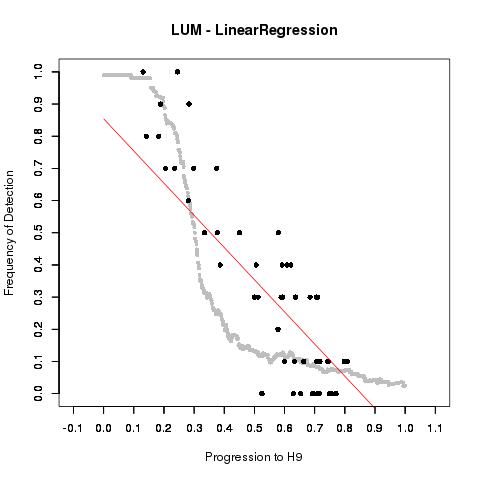 LUM - LinearRegression
Frequency of Detection
1.0
0.9
0.8
0.7
0.6
0.5
0.4
0.3
0.2
0.1
0.0
-0.1 0.0 0.1 0.2 0.3 0.4 0.5 0.6 0.7 0.8 0.9 1.0 1.1
Progression to H9